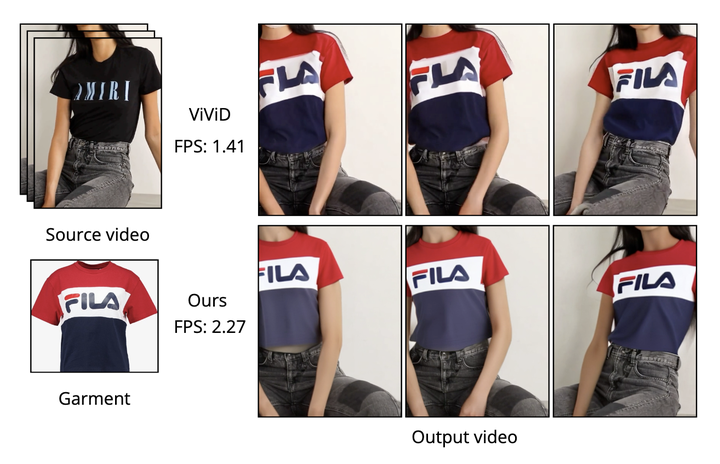 AMIRI
Source video
FILA
Garment
ViViD
FPS: 1.41
Ours
FPS: 2.27
FILA
FILA
FILA
FILA
FILA
FILA
Output video